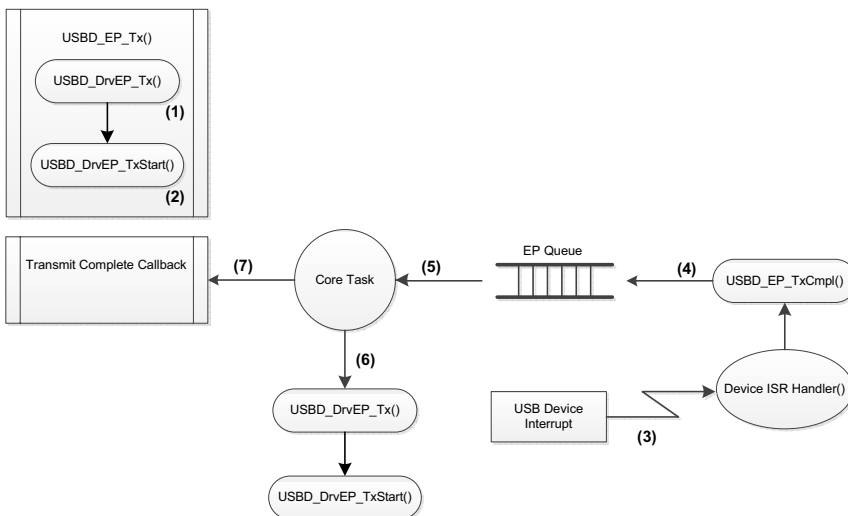 USBD_EP_Tx()
USBD_DrvEP_Tx()
(1)
USBD_DrvEP_TxStart()
(2)
Transmit Complete Callback
(7)
Core Task
(5)
EP Queue
(4)
USBD_EP_TxCmpl()
(6)
USBD_DrvEP_Tx()
USB Device
Interrupt
(3)
Device ISR Handler()
USBD_DrvEP_TxStart()